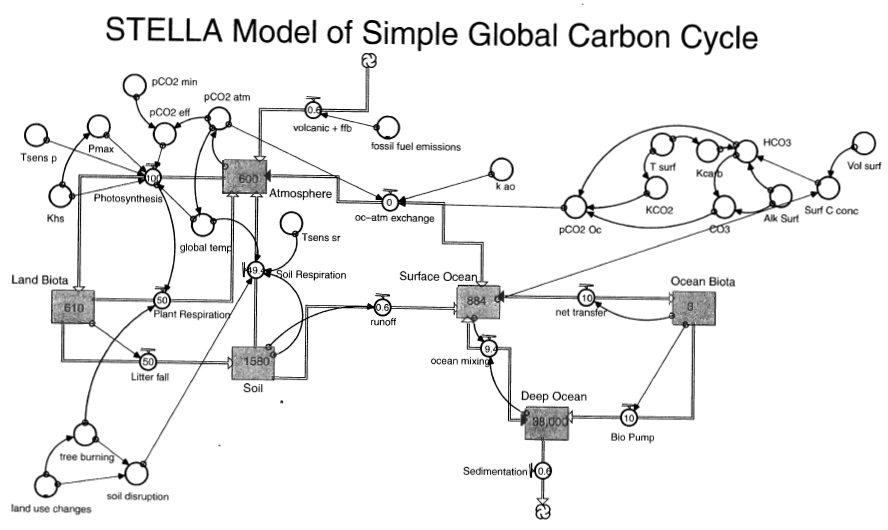 STELLA Model of Simple Global Carbon Cycle
pCO2 min
pCO2 atm
pCO2 eff
0.6
volcanic + ffb
fossil fuel emissions
Tsens p
Pmax
100
Photosynthesis
Khs
600
Atmosphere
k ao
0
oc-atm exchange
global temp
Tsens sr
T surf
Kcarb
HCO3
Vol surf
KCO2
pCO2 Oc
CO3
Alk Surf
Surf C conc
49.4
Soil Respiration
Land Biota
610
50
Plant Respiration
Surface Ocean
884
Ocean Biota
3
10
net transfer
0.6
runoff
9.4
ocean mixing
50
Litter fall
1580
Soil
Deep Ocean
38,000
10
Bio Pump
Sedimentation
0.6
tree burning
soil disruption
land use changes